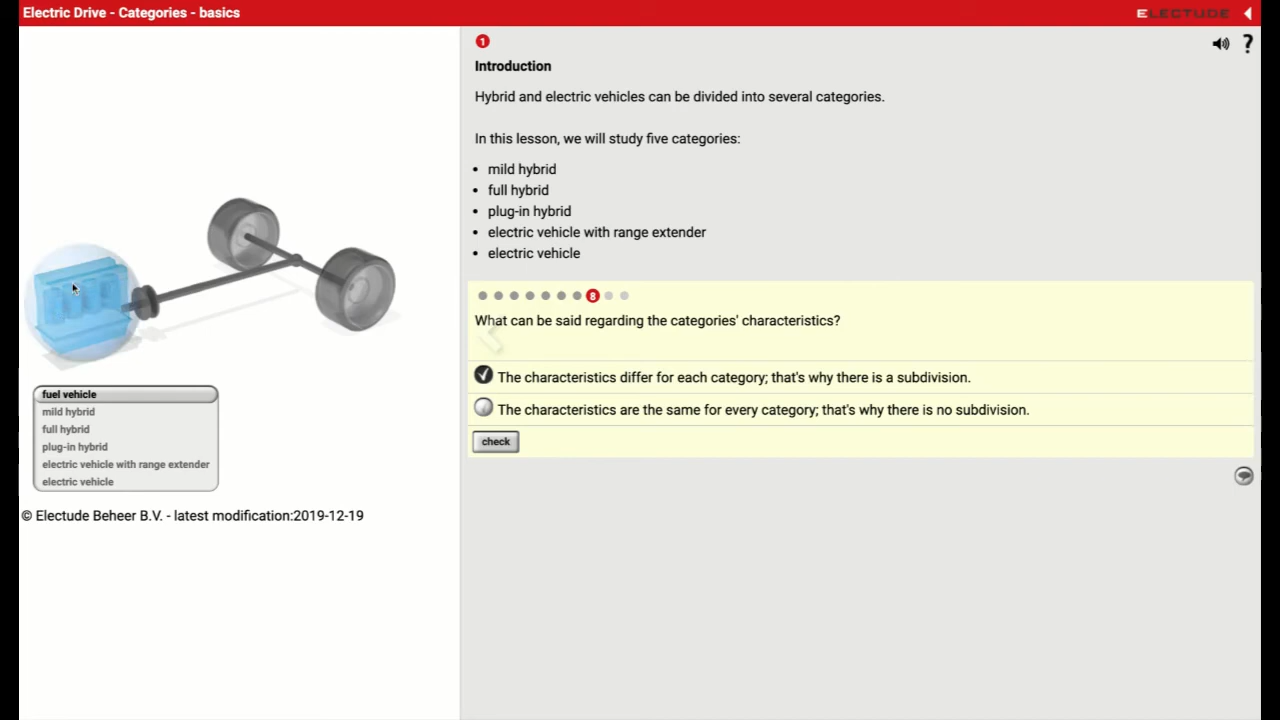 Electric Drive - Categories - basics
ELECTUDE
1
?
Introduction
Hybrid and electric vehicles can be divided into several categories.
In this lesson, we will study five categories:
• mild hybrid
• full hybrid
• plug-in hybrid
• electric vehicle with range extender
• electric vehicle
8
What can be said regarding the categories' characteristics?
The characteristics differ for each category; that's why there is a subdivision.
The characteristics are the same for every category; that's why there is no subdivision.
check
fuel vehicle
mild hybrid
full hybrid
plug-in hybrid
electric vehicle with range extender
electric vehicle
© Electude Beheer B.V. - latest modification:2019-12-19